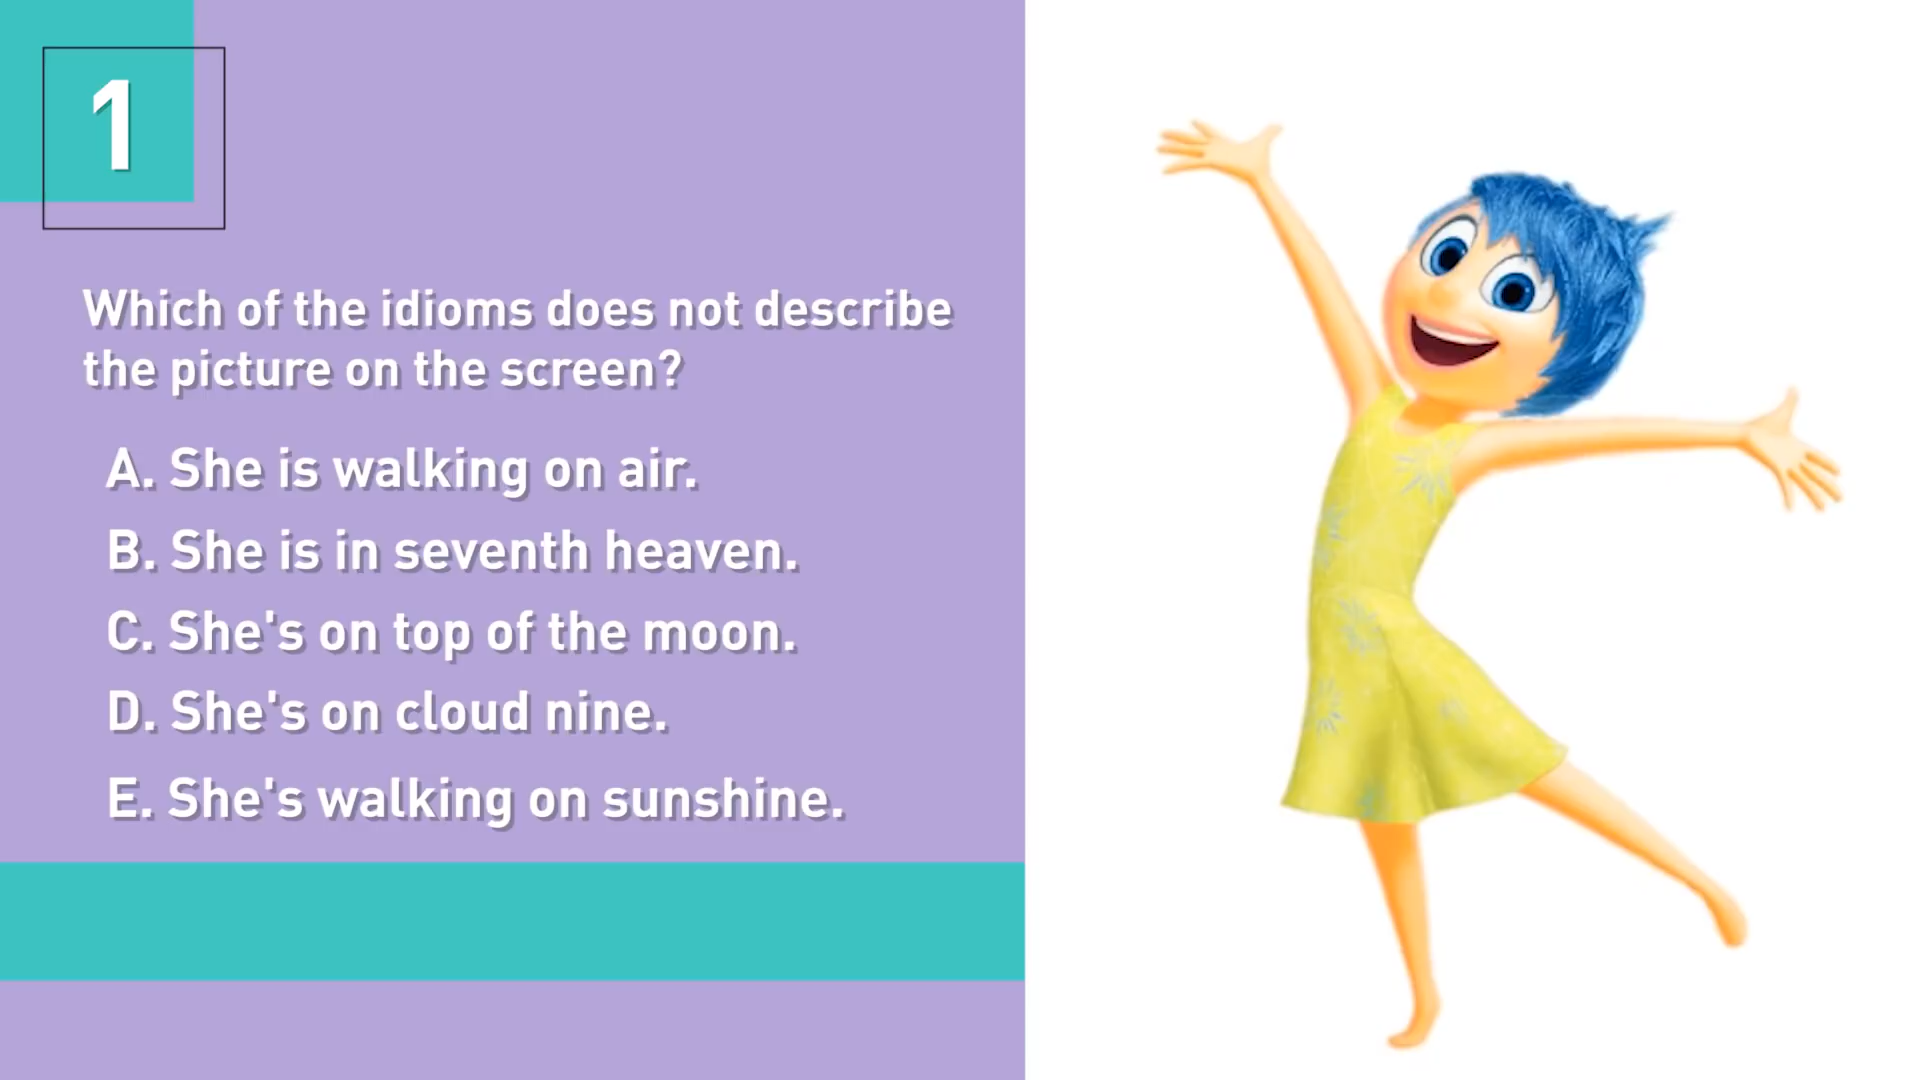 1
Which of the idioms does not describe
the picture on the screen?
A. She is walking on air.
B. She is in seventh heaven.
C. She's on top of the moon.
D. She's on cloud nine.
E. She's walking on sunshine.